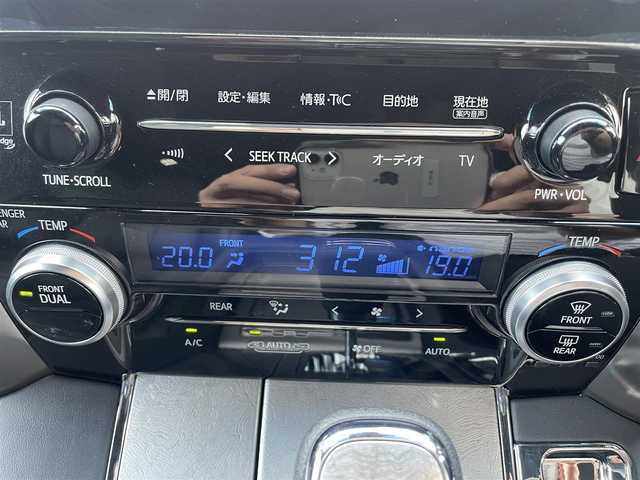 開/閉 設定・編集 情報・TC 目的地 現在地
案内音声
SEEK TRACK オーディオ TV
TUNE・SCROLL
PWR・VOL
TEMP
TEMP
20.0 FRONT 3 12 19.0
FRONT
DUAL
REAR
FRONT
REAR
A/C AUTO OFF AUTO